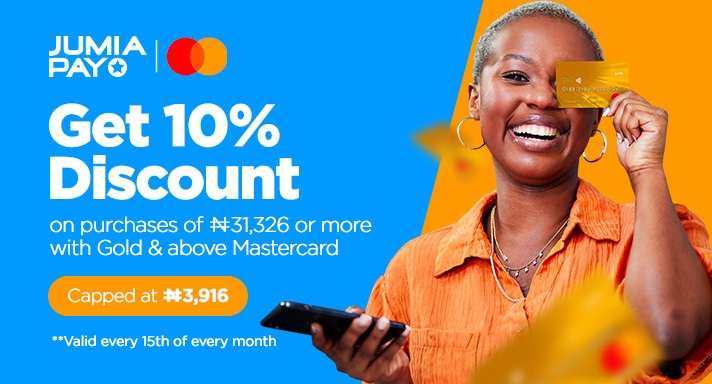 JUMIA
PAY
Get 10%
Discount
on purchases of ₦31,326 or more
with Gold & above Mastercard
Capped at ₦3,916
**Valid every 15th of every month